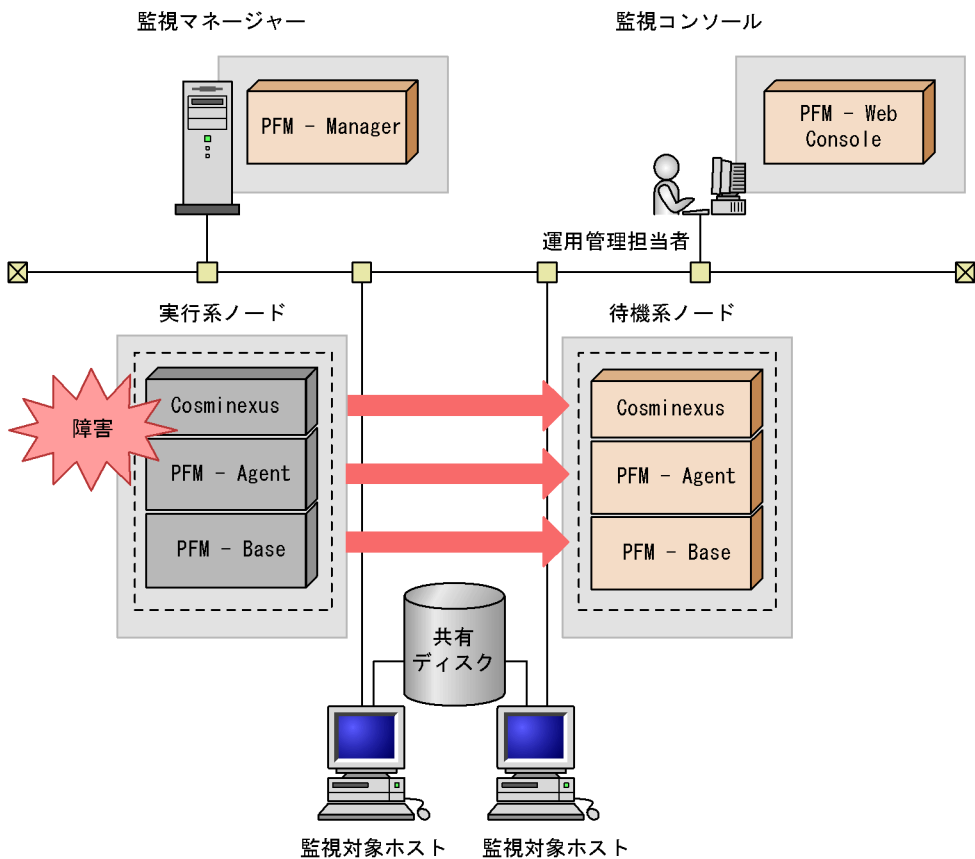 監視マネージャー
監視コンソール
PFM - Manager
PFM - Web
Console
運用管理担当者
実行系ノード
待機系ノード
障害
Cosminexus
PFM - Agent
PFM - Base
Cosminexus
PFM - Agent
PFM - Base
共有
ディスク
監視対象ホスト
監視対象ホスト